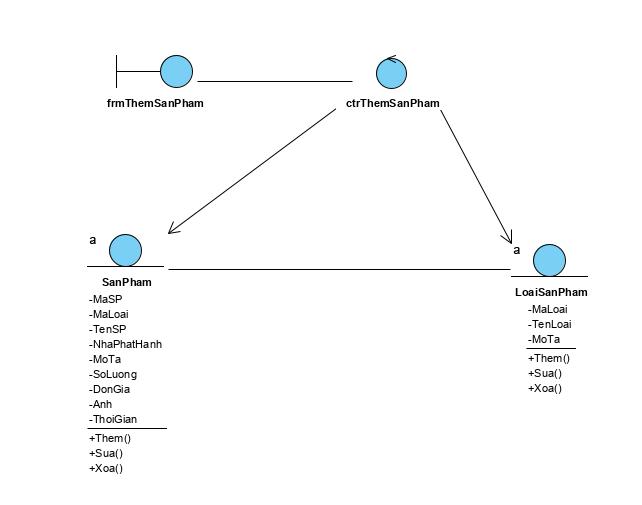 frmThemSanPham
ctrThemSanPham
a
SanPham
-MaSP
-MaLoai
-TenSP
-NhaPhatHanh
-MoTa
-SoLuong
-DonGia
-Anh
-ThoiGian
+Them()
+Sua()
+Xoa()
a
LoaiSanPham
-MaLoai
-TenLoai
-MoTa
+Them()
+Sua()
+Xoa()